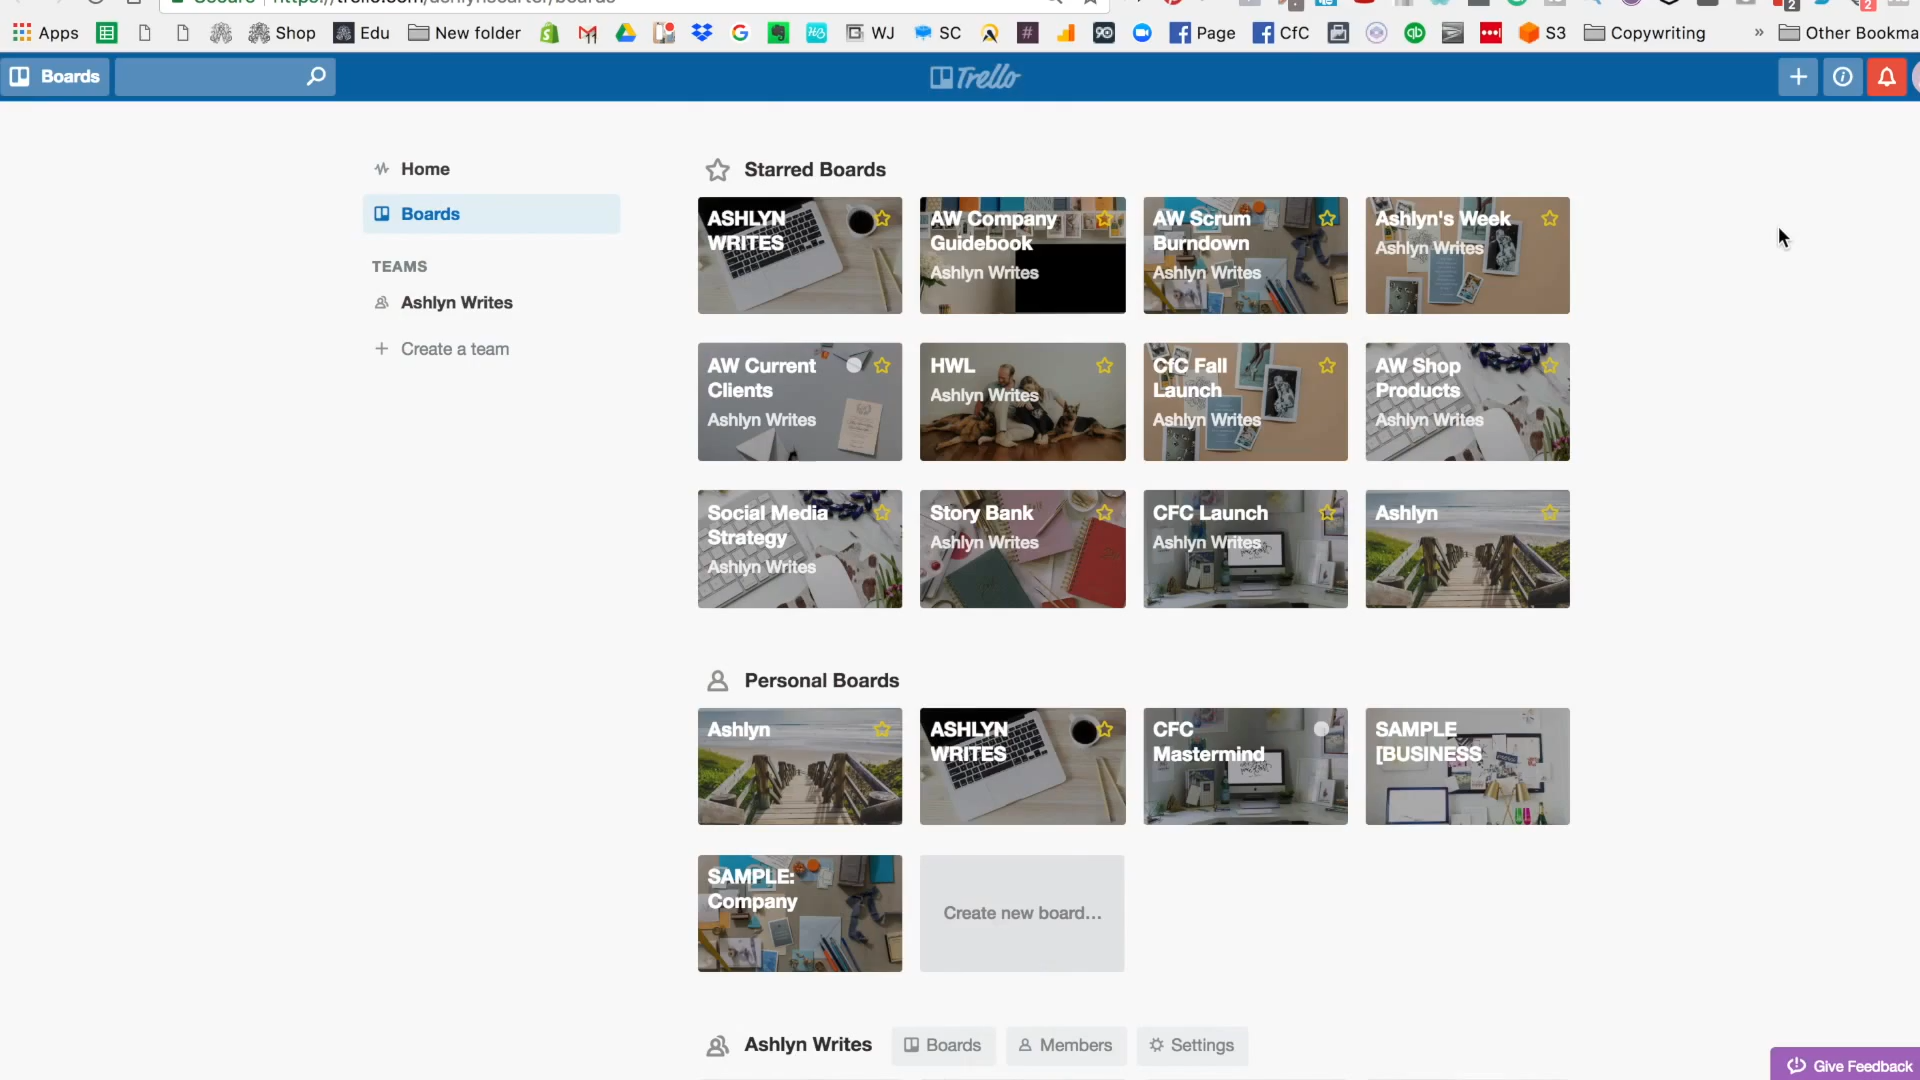 Apps
Shop
Edu
New folder
WJ
SC
Page
CfC
S3
Copywriting
»
Other Bookma
Boards
Trello
Home
Boards
TEAMS
Ashlyn Writes
Create a team
Starred Boards
ASHLYN
WRITES
AW Company
Guidebook
Ashlyn Writes
AW Scrum
Burndown
Ashlyn Writes
Ashlyn's Week
Ashlyn Writes
AW Current
Clients
Ashlyn Writes
HWL
Ashlyn Writes
CfC Fall
Launch
Ashlyn Writes
AW Shop
Products
Ashlyn Writes
Social Media
Strategy
Ashlyn Writes
Story Bank
Ashlyn Writes
CFC Launch
Ashlyn Writes
Ashlyn
Personal Boards
Ashlyn
ASHLYN
WRITES
CFC
Mastermind
SAMPLE
[BUSINESS
SAMPLE:
Company
Create new board…
Ashlyn Writes
Boards
Members
Settings
Give Feedback